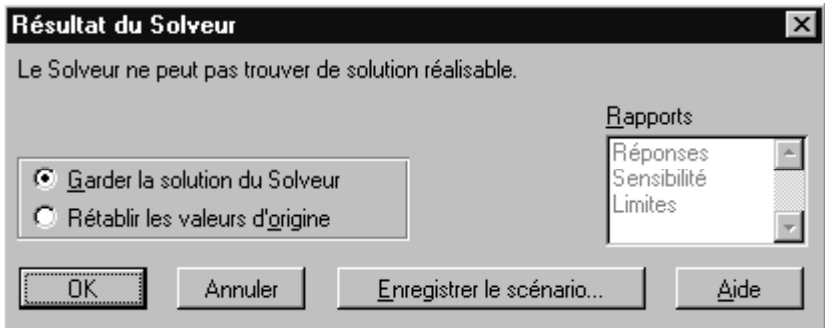 Résultat du Solveur
Le Solveur ne peut pas trouver de solution réalisable.
Rapports
Réponses
Sensibilité
Limites
Garder la solution du Solveur
Rétablir les valeurs d'origine
OK
Annuler
Enregistrer le scénario...
Aide